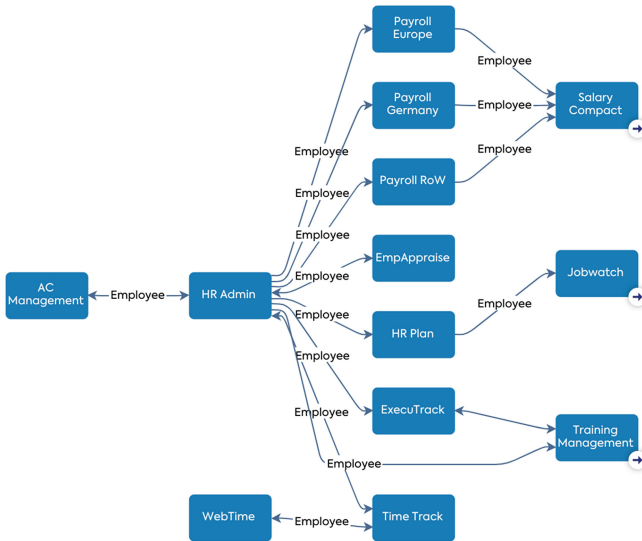 Payroll
Europe
Employee
Payroll
Germany
Employee
Salary
Compact
Employee
Payroll RoW
Employee
Employee
Employee
EmpAppraise
Employee
AC
Management
Employee
HR Admin
Jobwatch
Employee
Employee
HR Plan
Employee
ExecuTrack
Employee
Training
Management
Employee
WebTime
Employee
Time Track